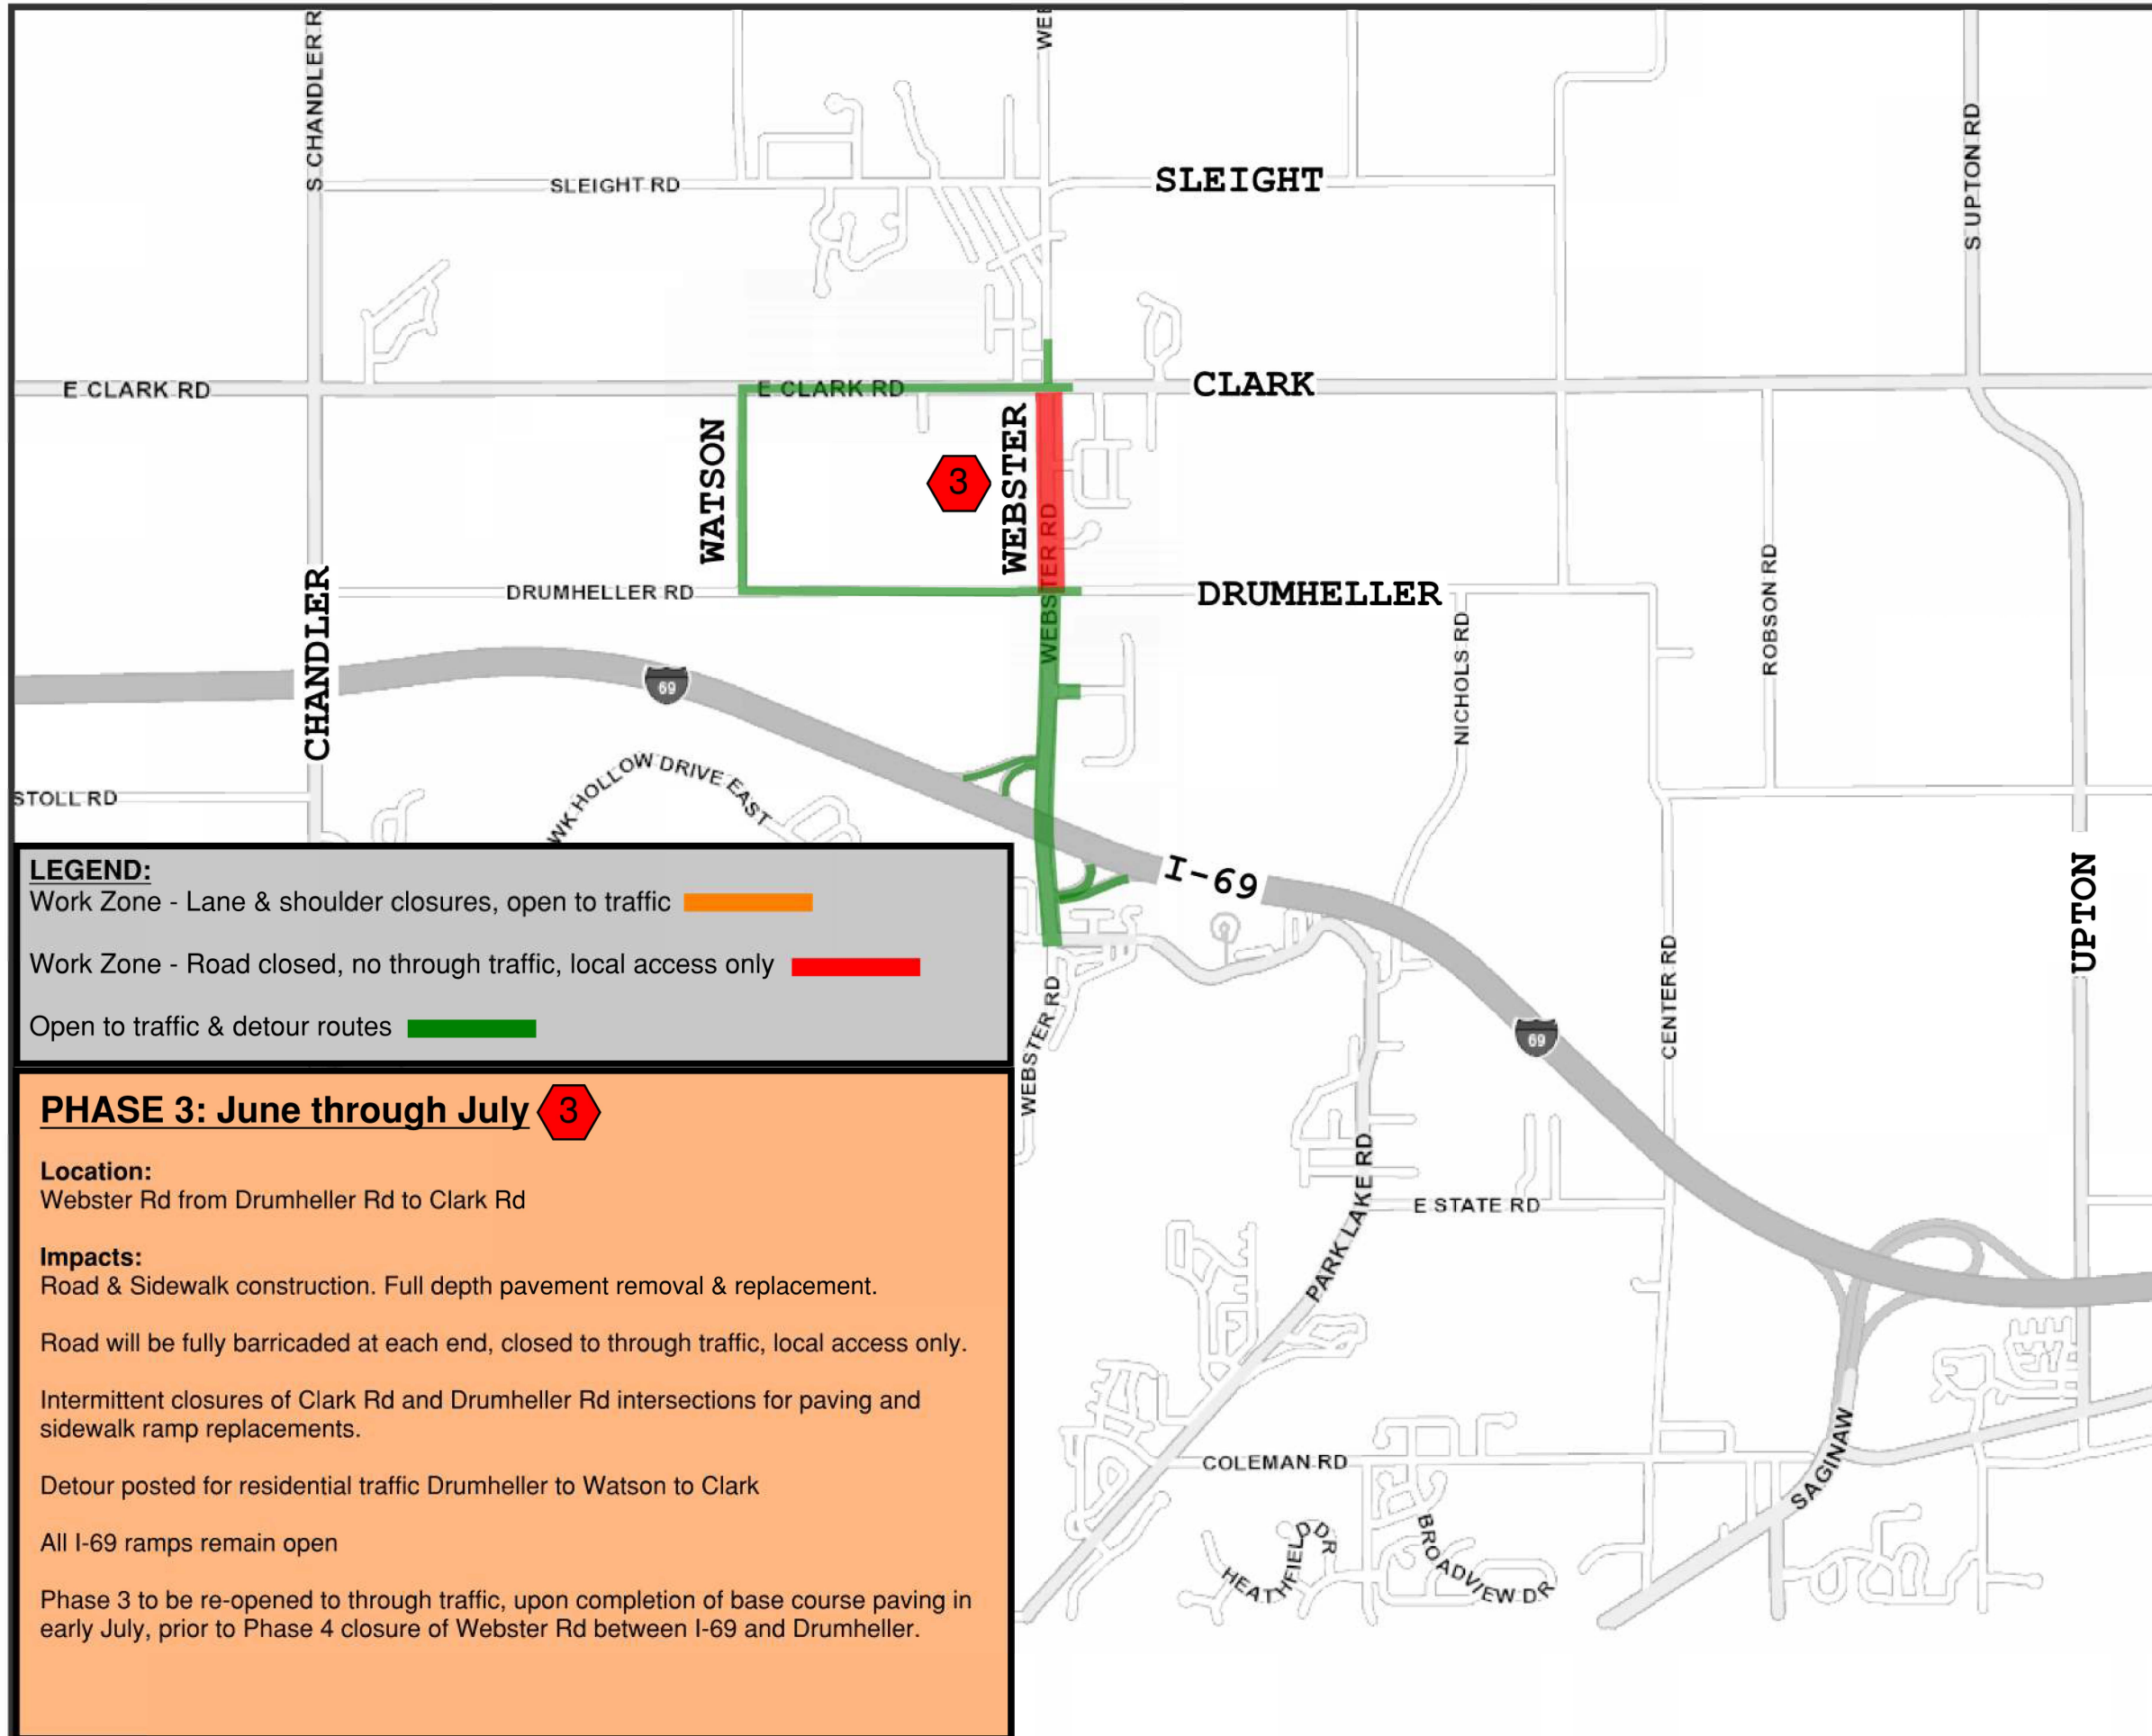 S CHANDLER R
WE
SLEIGHT RD
SLEIGHT
S UPTON RD
E CLARK RD
E CLARK RD
CLARK
WATSON
3
WEBSTER
WEBSTER RD
CHANDLER
DRUMHELLER RD
DRUMHELLER
WEBSTER RD
NICHOLS RD
ROBSON RD
69
STOLL RD
WK HOLLOW DRIVE EAST
I-69
UPTON
69
CENTER RD
WEBSTER RD
PARK LAKE RD
E STATE RD
COLEMAN RD
SAGINAW
HEATHFIELD DR
BROADVIEW DR
LEGEND:
Work Zone - Lane & shoulder closures, open to traffic
Work Zone - Road closed, no through traffic, local access only
Open to traffic & detour routes
PHASE 3: June through July 3
Location:
Webster Rd from Drumheller Rd to Clark Rd
Impacts:
Road & Sidewalk construction. Full depth pavement removal & replacement.
Road will be fully barricaded at each end, closed to through traffic, local access only.
Intermittent closures of Clark Rd and Drumheller Rd intersections for paving and
sidewalk ramp replacements.
Detour posted for residential traffic Drumheller to Watson to Clark
All I-69 ramps remain open
Phase 3 to be re-opened to through traffic, upon completion of base course paving in
early July, prior to Phase 4 closure of Webster Rd between I-69 and Drumheller.